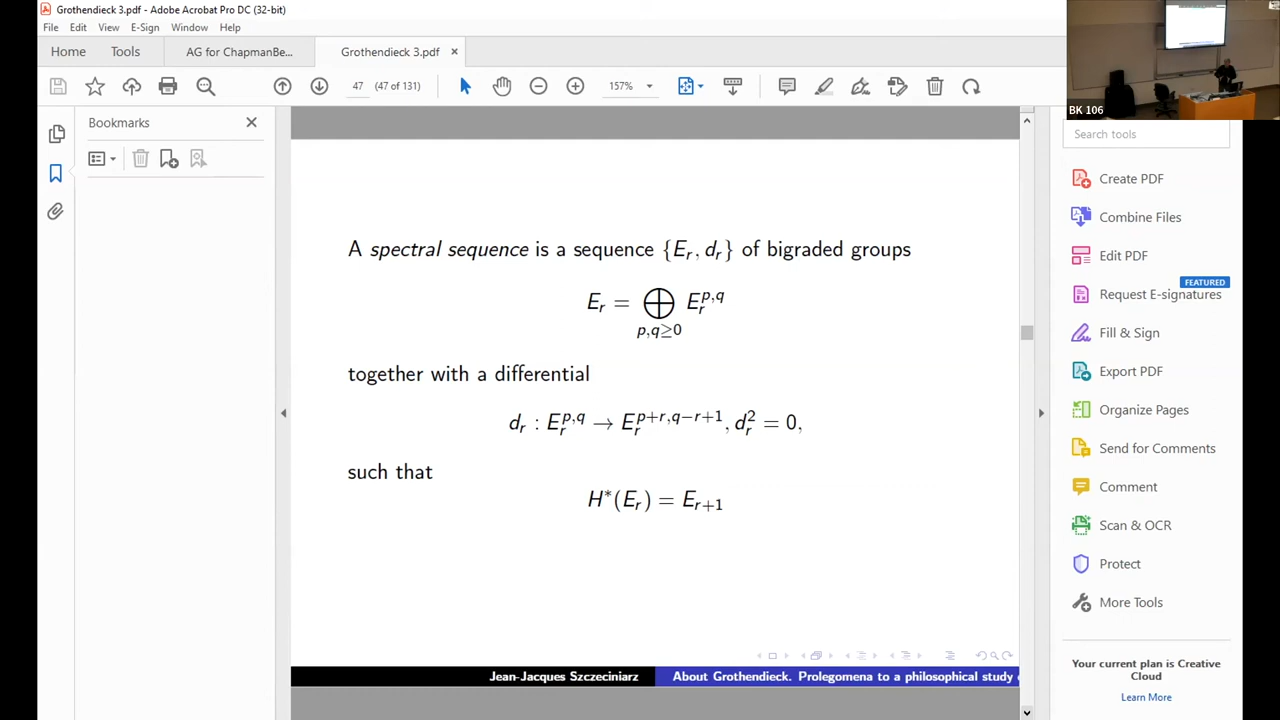 Grothendieck 3.pdf - Adobe Acrobat Pro DC (32-bit)
File Edit View E-Sign Window Help
Home Tools AG for ChapmanBe... Grothendieck 3.pdf ×
47 (47 of 131) 157%
BK 106
Bookmarks
Search tools
Create PDF
Combine Files
Edit PDF
FEATURED
Request E-signatures
Fill & Sign
Export PDF
Organize Pages
Send for Comments
Comment
Scan & OCR
Protect
More Tools
Your current plan is Creative
Cloud
Learn More
A spectral sequence is a sequence {E_r, d_r} of bigraded groups
E_r = ⊕_{p,q≥0} E_r^{p,q}
together with a differential
d_r : E_r^{p,q} → E_r^{p+r,q−r+1}, d_r^2 = 0,
such that
H*(E_r) = E_{r+1}
Jean-Jacques Szczeciniarz About Grothendieck. Prolegomena to a philosophical study